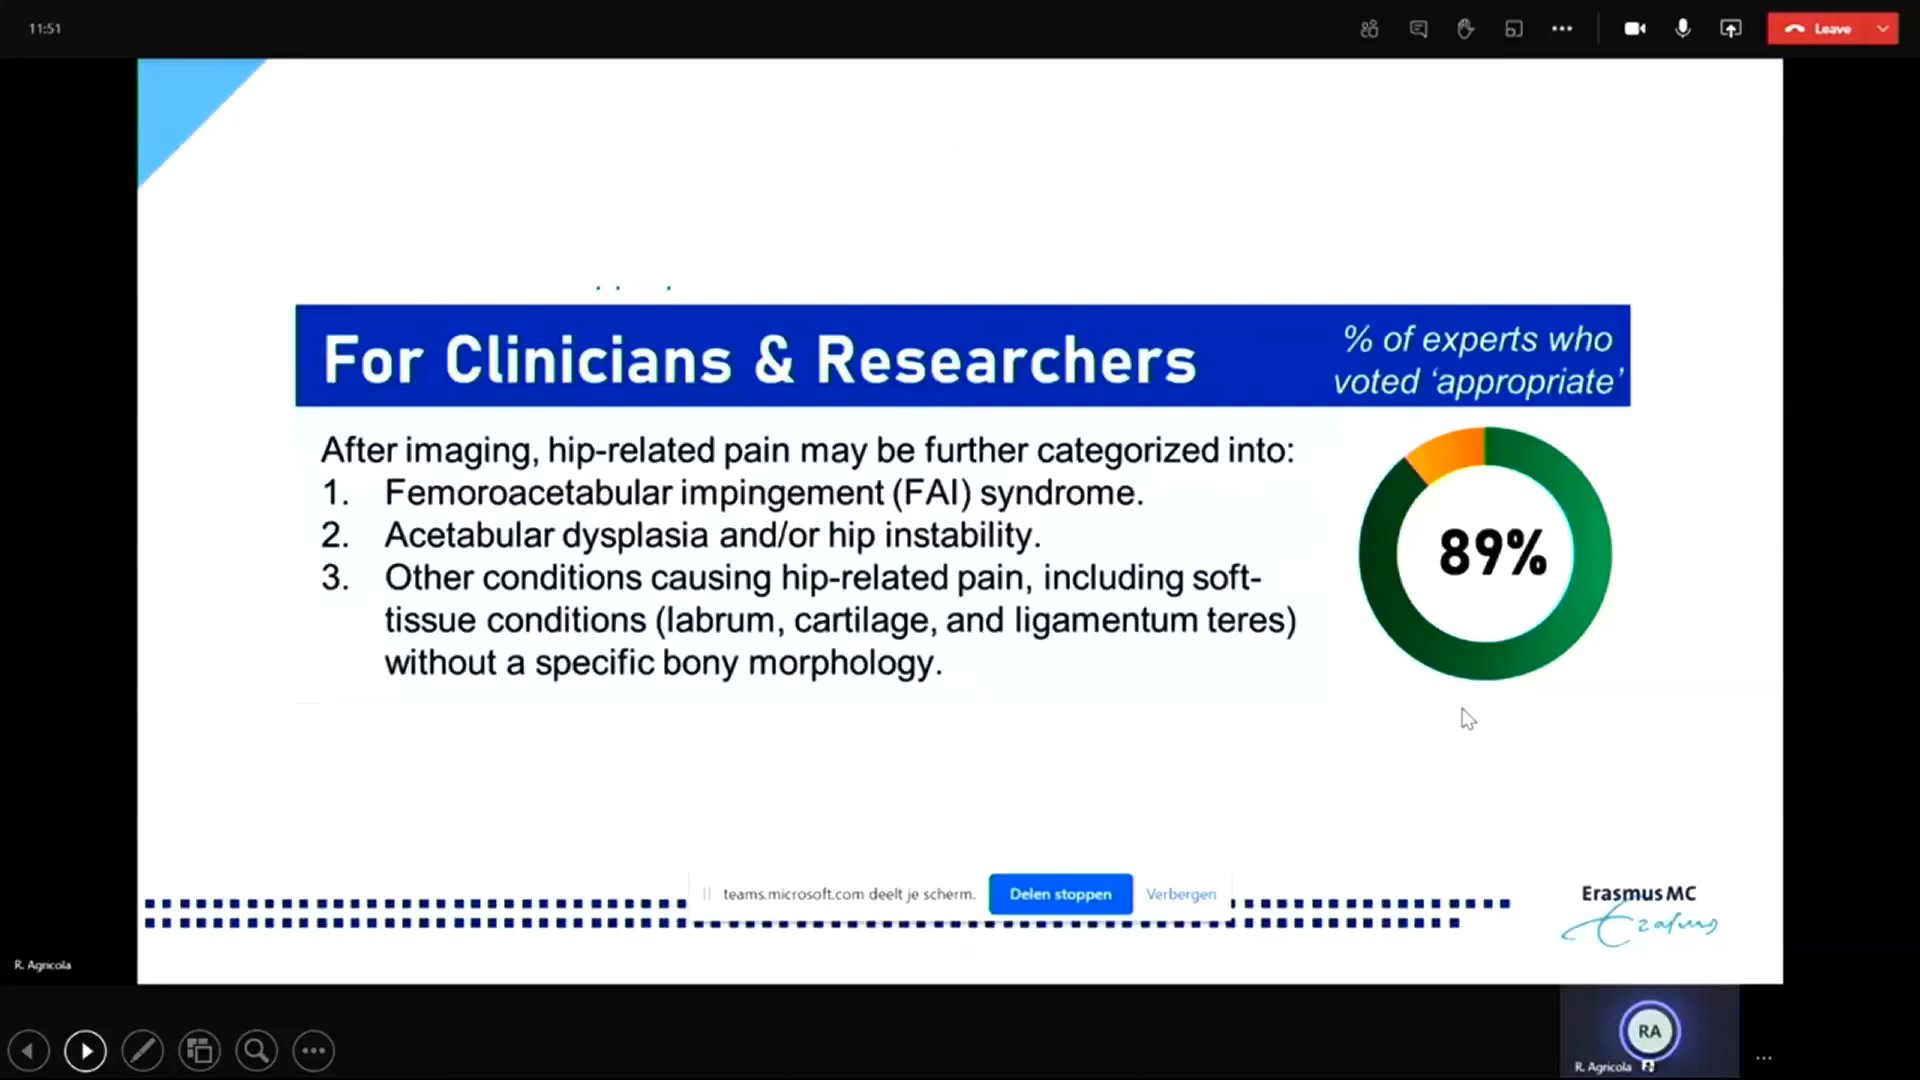 11:51
Leave
For Clinicians & Researchers
% of experts who
voted ‘appropriate’
After imaging, hip-related pain may be further categorized into:
1. Femoroacetabular impingement (FAI) syndrome.
2. Acetabular dysplasia and/or hip instability.
3. Other conditions causing hip-related pain, including soft-
tissue conditions (labrum, cartilage, and ligamentum teres)
without a specific bony morphology.
89%
teams.microsoft.com deelt je scherm.
Delen stoppen
Verbergen
Erasmus MC
Erasmus
R. Agricola
RA
R. Agricola